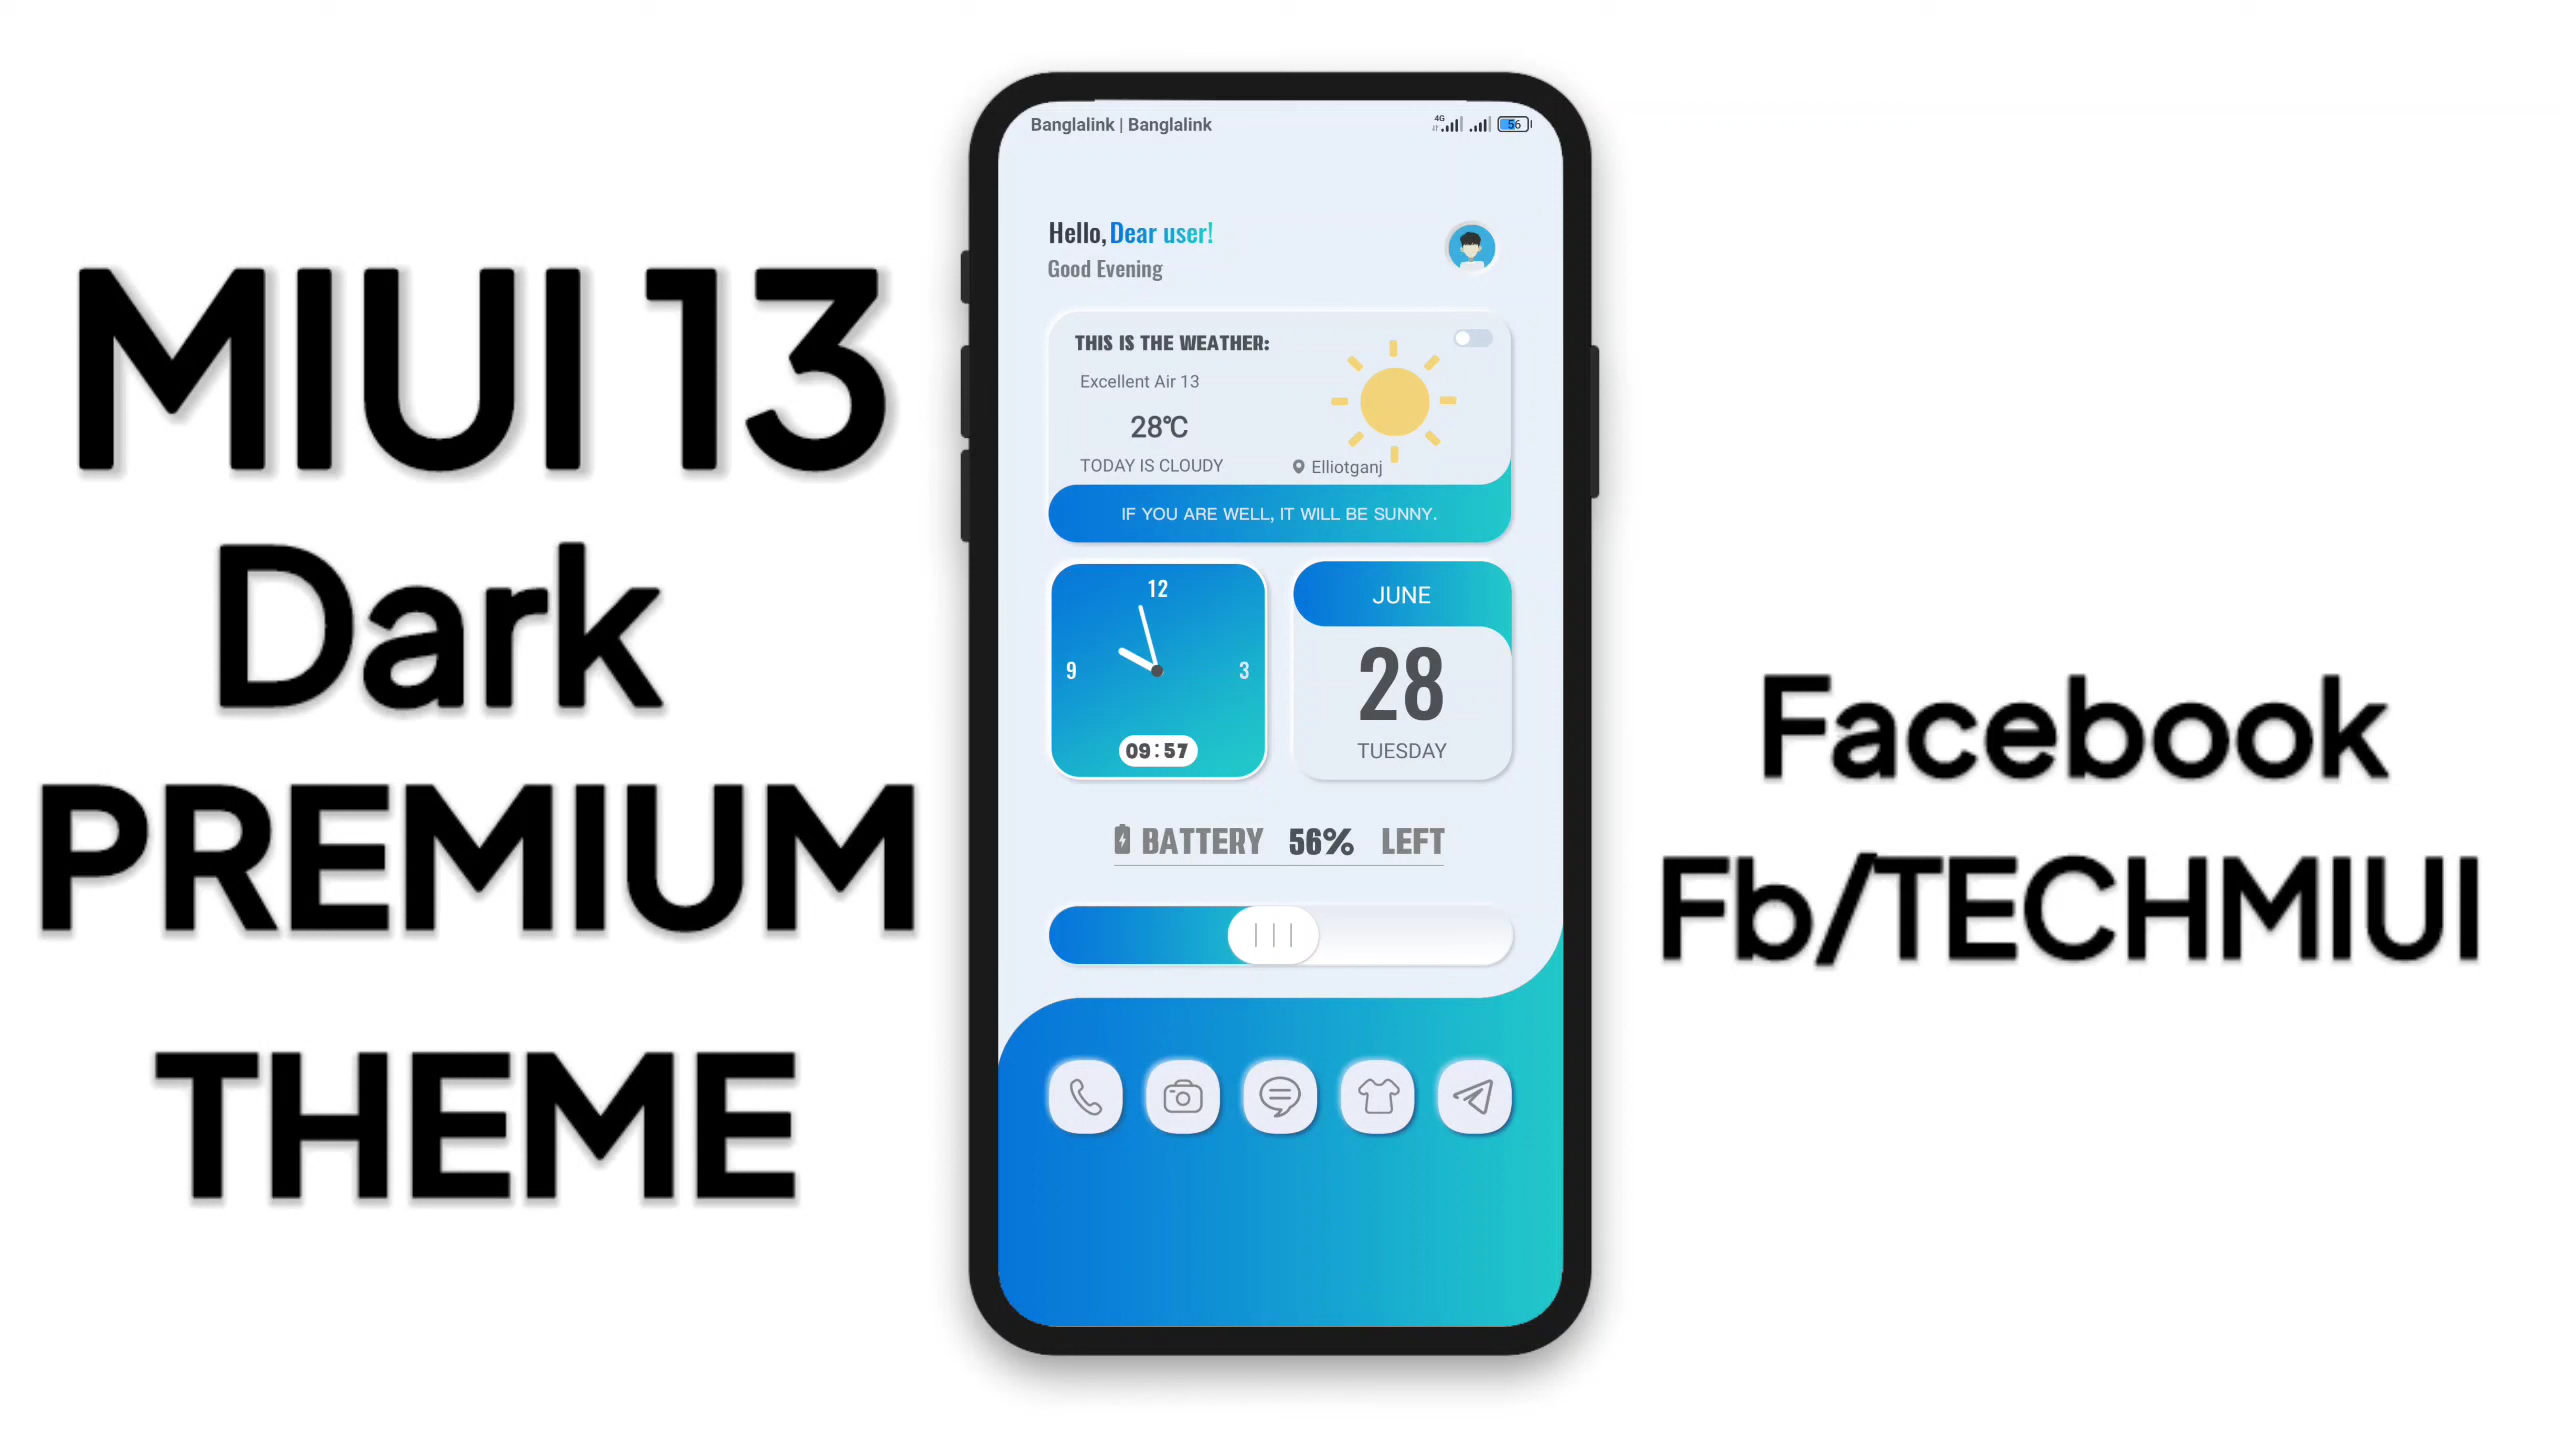 MIUI 13
Dark
PREMIUM
THEME
Banglalink | Banglalink
4G
56
Hello, Dear user!
Good Evening
THIS IS THE WEATHER:
Excellent Air 13
28℃
TODAY IS CLOUDY
Elliotganj
IF YOU ARE WELL, IT WILL BE SUNNY.
12
9
3
09:57
JUNE
28
TUESDAY
BATTERY 56% LEFT
Facebook
Fb/TECHMIUI